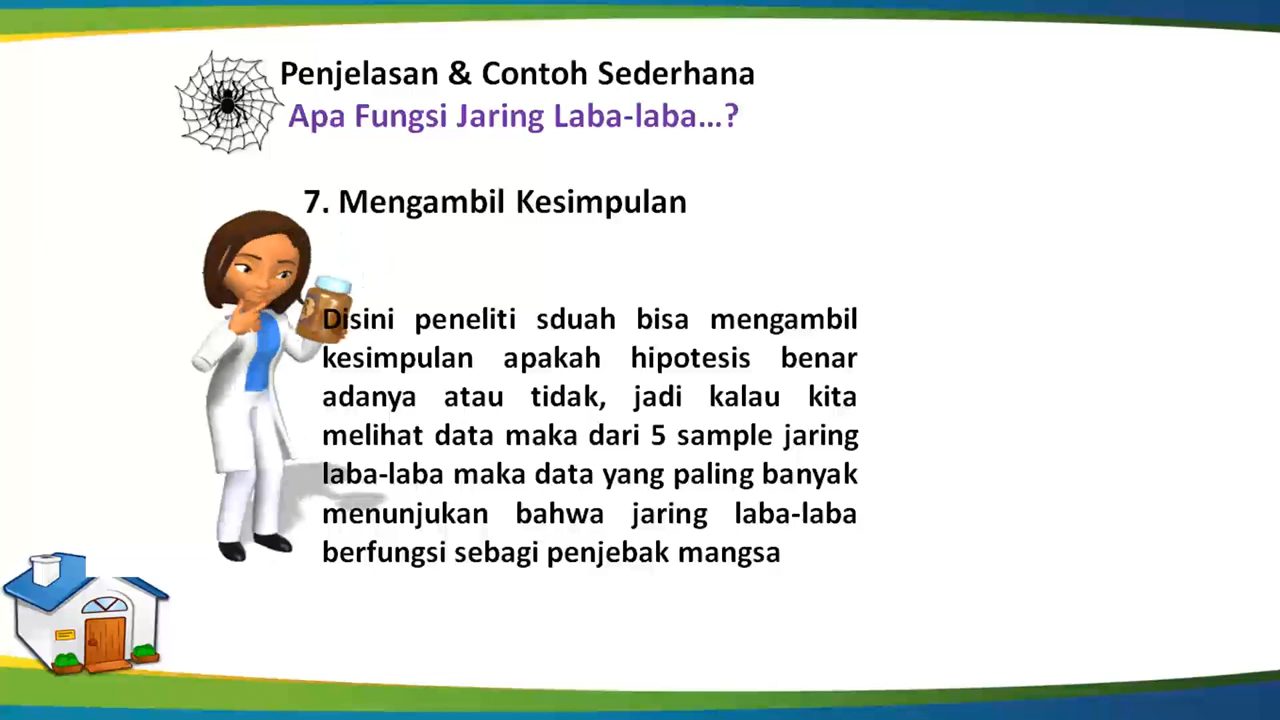 Penjelasan & Contoh Sederhana
Apa Fungsi Jaring Laba-laba...?
7. Mengambil Kesimpulan
Disini peneliti sduah bisa mengambil
kesimpulan apakah hipotesis benar
adanya atau tidak, jadi kalau kita
melihat data maka dari 5 sample jaring
laba-laba maka data yang paling banyak
menunjukan bahwa jaring laba-laba
berfungsi sebagi penjebak mangsa